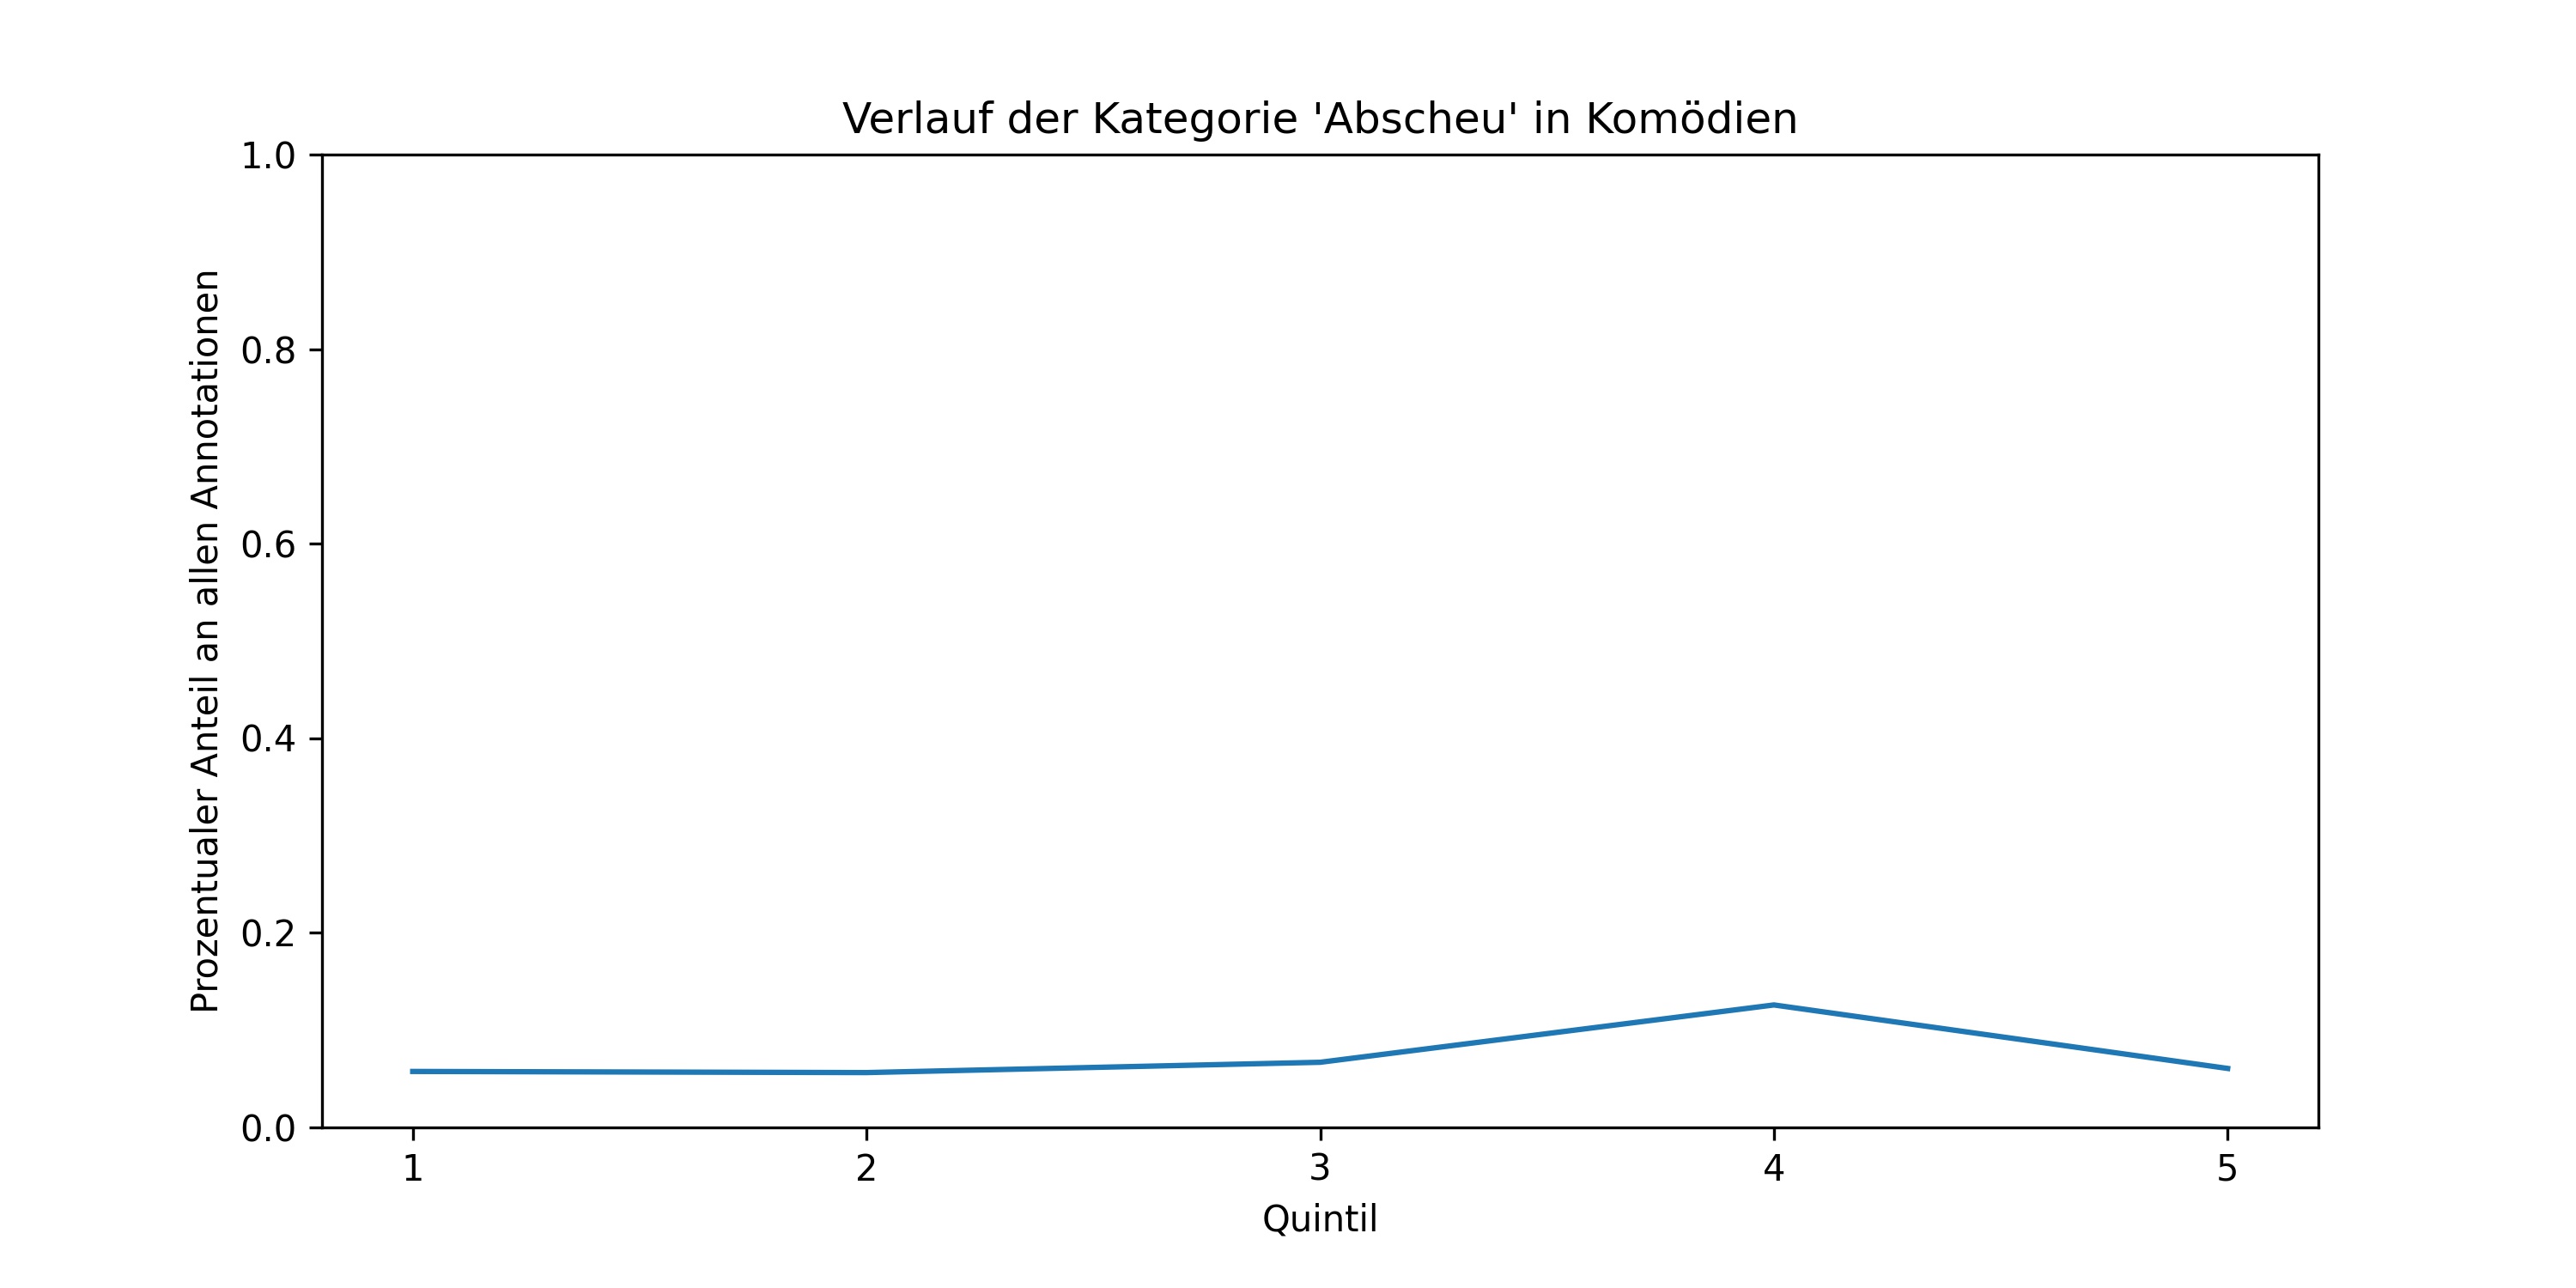 Verlauf der Kategorie 'Abscheu' in Komödien
Prozentualer Anteil an allen Annotationen
1.0
0.8
0.6
0.4
0.2
0.0
1 2 3 4 5
Quintil